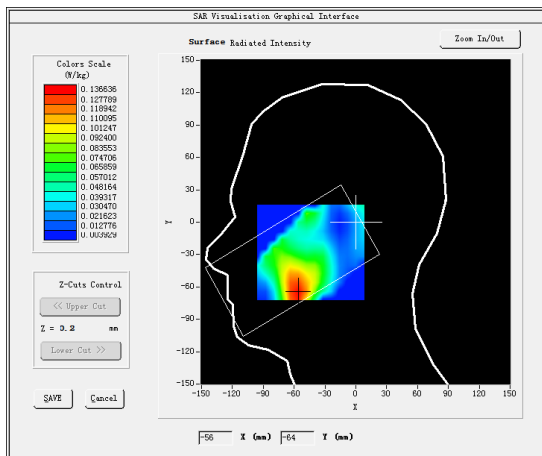 SAR Visualization Graphical Interface
Surface Radiated Intensity
Zoom In/Out
Colors Scale
(W/kg)
0.136636
0.127789
0.118942
0.110095
0.101247
0.092400
0.083553
0.074706
0.065859
0.057012
0.048164
0.039317
0.030470
0.021623
0.012776
0.003929
Z-Cuts Control
<< Upper Cut
Z = 3.2 mm
Lower Cut >>
SAVE
Cancel
150
120
90
60
30
0
-30
-60
-90
-120
-150
Y
-150 -120 -90 -60 -30 0 30 60 90 120 150
X
-56 X (mm) -64 Y (mm)